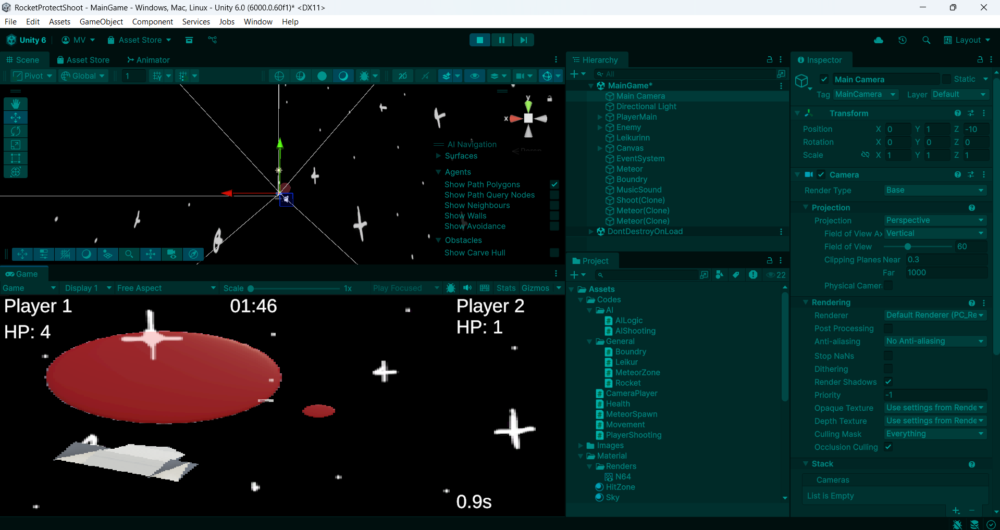 RocketProtectShoot - MainGame - Windows, Mac, Linux - Unity 6.0 (6000.0.60f1)* <DX11>
File Edit Assets GameObject Component Services Jobs Window Help
Unity 6 MV Asset Store Layout
Scene Asset Store Animator
Pivot Global 1 2D
y
x
AI Navigation
Surfaces
Agents
Show Path Polygons
Show Path Query Nodes
Show Neighbours
Show Walls
Show Avoidance
Obstacles
Show Carve Hull
Game
Game Display 1 Free Aspect Scale 1x Play Focused Stats Gizmos
Player 1 01:46 Player 2
HP: 4 HP: 1
0.9s
Hierarchy
All
MainGame*
Main Camera
Directional Light
PlayerMain
Enemy
Leikurinn
Canvas
EventSystem
Meteor
Boundry
MusicSound
Shoot(Clone)
Meteor(Clone)
Meteor(Clone)
DontDestroyOnLoad
Project
22
Assets
Codes
AI
AILogic
AIShooting
General
Boundry
Leikur
MeteorZone
Rocket
CameraPlayer
Health
MeteorSpawn
Movement
PlayerShooting
Images
Material
Renders
N64
HitZone
Sky
Inspector
Main Camera Static
Tag MainCamera Layer Default
Transform
Position X 0 Y 1 Z -10
Rotation X 0 Y 0 Z 0
Scale X 1 Y 1 Z 1
Camera
Render Type Base
Projection
Projection Perspective
Field of View Ax Vertical
Field of View 60
Clipping Planes Near 0.3
Far 1000
Physical Camer
Rendering
Renderer Default Renderer (PC_Re
Post Processing
Anti-aliasing No Anti-aliasing
Stop NaNs
Dithering
Render Shadows
Priority -1
Opaque Texture Use settings from Rende
Depth Texture Use settings from Rende
Culling Mask Everything
Occlusion Culling
Stack
Cameras
List is Empty